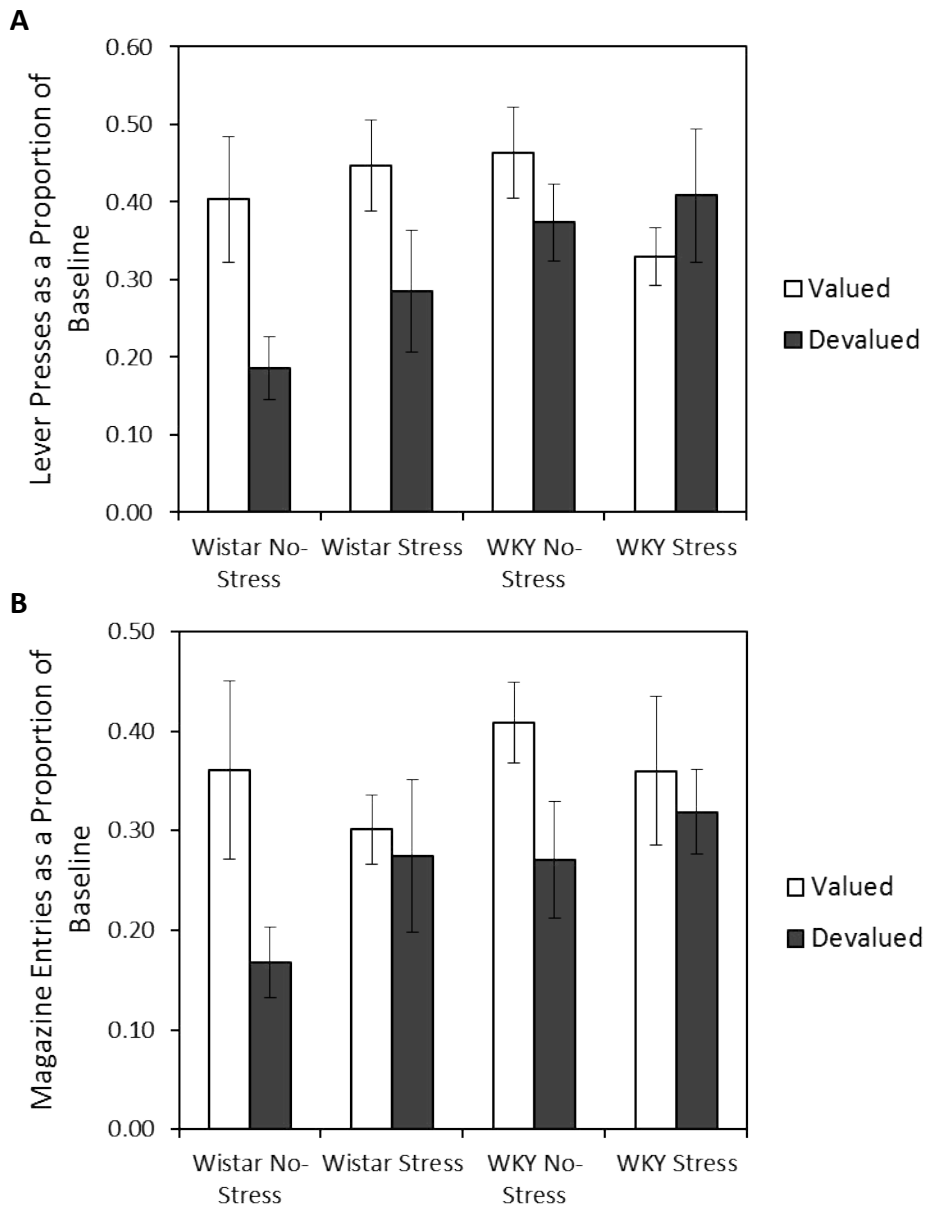 A
Lever Presses as a Proportion of
Baseline
0.60
0.50
0.40
0.30
0.20
0.10
0.00
Wistar No-
Stress
Wistar Stress
WKY No-
Stress
WKY Stress
Valued
Devalued
B
Magazine Entries as a Proportion of
Baseline
0.50
0.40
0.30
0.20
0.10
0.00
Wistar No-
Stress
Wistar Stress
WKY No-
Stress
WKY Stress
Valued
Devalued